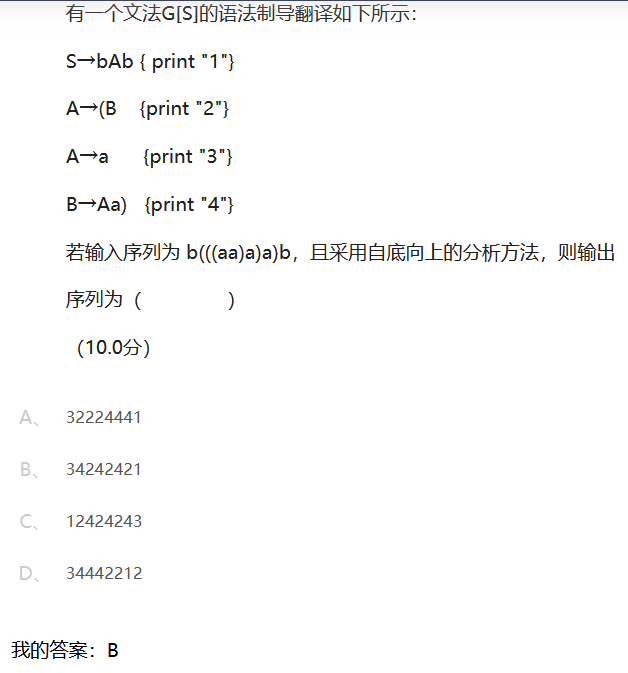 有一个文法G[S]的语法制导翻译如下所示：
S→bAb { print "1"}
A→(B {print "2"}
A→a {print "3"}
B→Aa) {print "4"}
若输入序列为 b(((aa)a)a)b，且采用自底向上的分析方法，则输出
序列为（ ）
（10.0分）
A、 32224441
B、 34242421
C、 12424243
D、 34442212
我的答案：B